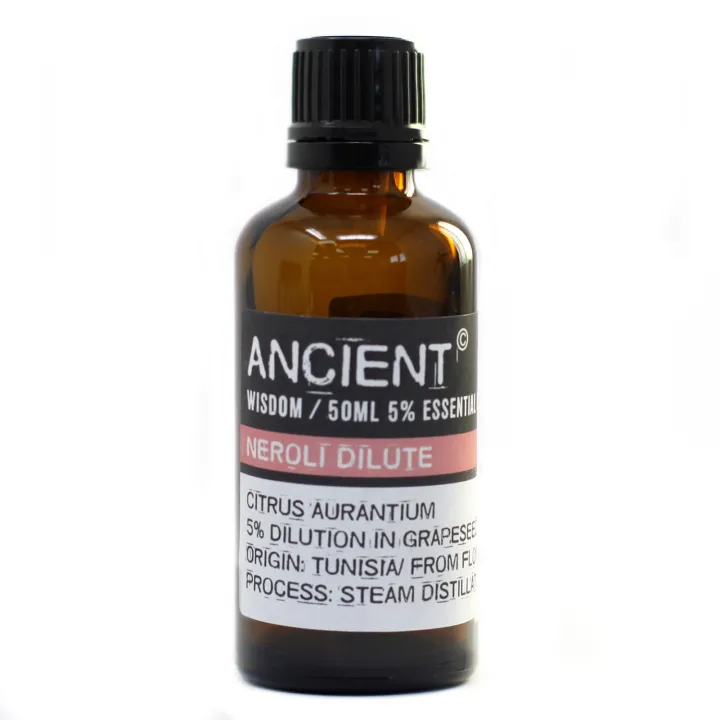 ANCIENT©
WISDOM / 50ML 5% ESSENTIAL
NEROLI DILUTE
CITRUS AURANTIUM
5% DILUTION IN
ORIGIN: TUNISIA/ FROM
PROCESS: STEAM